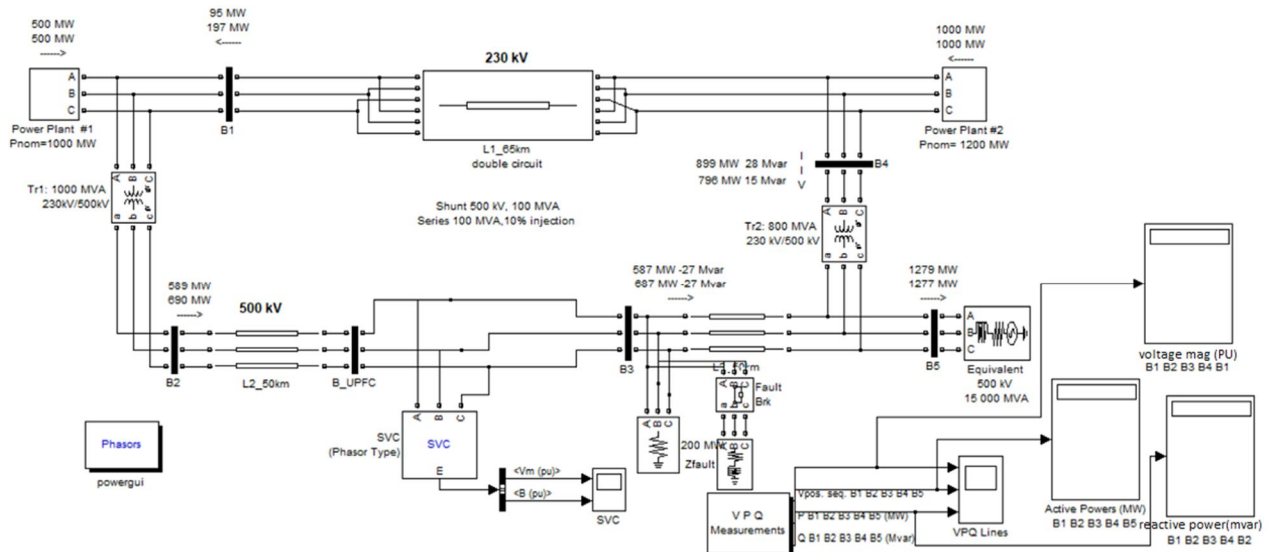 500 MW
500 MW
------>
95 MW
197 MW
<------
230 kV
1000 MW
1000 MW
<------
A
B
C
Power Plant #1
Pnom=1000 MW
B1
L1_65km
double circuit
A
B
C
Power Plant #2
Pnom= 1200 MW
899 MW 28 Mvar
796 MW 15 Mvar
I
I
V
B4
Tr1: 1000 MVA
230kV/500kV
A B C
a b c
Shunt 500 kV, 100 MVA
Series 100 MVA,10% injection
Tr2: 800 MVA
230 kV/500 kV
A B C
a b c
589 MW
690 MW
------>
500 kV
587 MW -27 Mvar
687 MW -27 Mvar
------>
1279 MW
1277 MW
------>
B2
L2_50km
B_UPFC
B3
B5
A
B
C
Equivalent
500 kV
15 000 MVA
voltage mag (PU)
B1 B2 B3 B4 B1
Fault
Brk
A B C
a b c
A B C
SVC
(Phasor Type)
A B C
SVC
E
200 MW
A B C
Zfault
Phasors
powergui
<Vm (pu)>
<B (pu)>
SVC
V P Q
Measurements
Vpos. seq. B1 B2 B3 B4 B5
P B1 B2 B3 B4 B5 (MW)
Q B1 B2 B3 B4 B5 (Mvar)
VPQ Lines
Active Powers (MW)
B1 B2 B3 B4 B5
reactive power(mvar)
B1 B2 B3 B4 B2